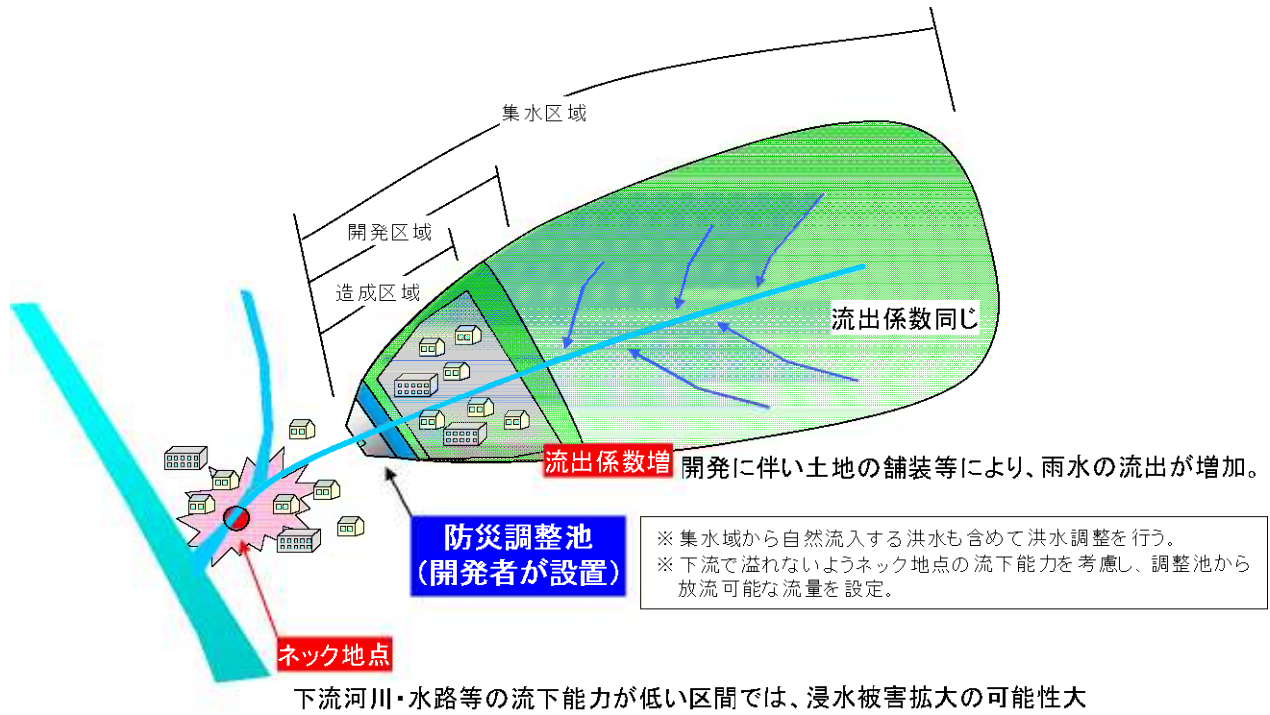 集水区域
開発区域
造成区域
流出係数同じ
流出係数増 開発に伴い土地の舗装等により、雨水の流出が増加。
防災調整池
(開発者が設置)
※集水域から自然流入する洪水も含めて洪水調整を行う。
※下流で溢れないようネック地点の流下能力を考慮し、調整池から
放流可能な流量を設定。
ネック地点
下流河川・水路等の流下能力が低い区間では、浸水被害拡大の可能性大